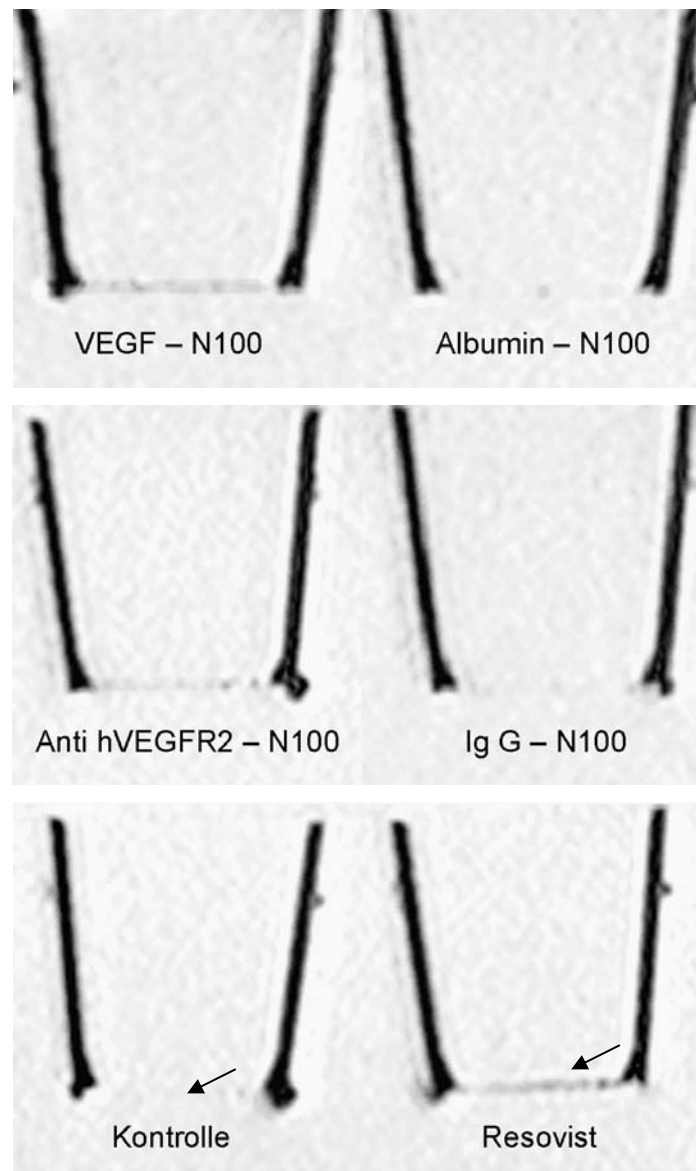 VEGF – N100
Albumin – N100
Anti hVEGFR2 – N100
Ig G – N100
Kontrolle
Resovist